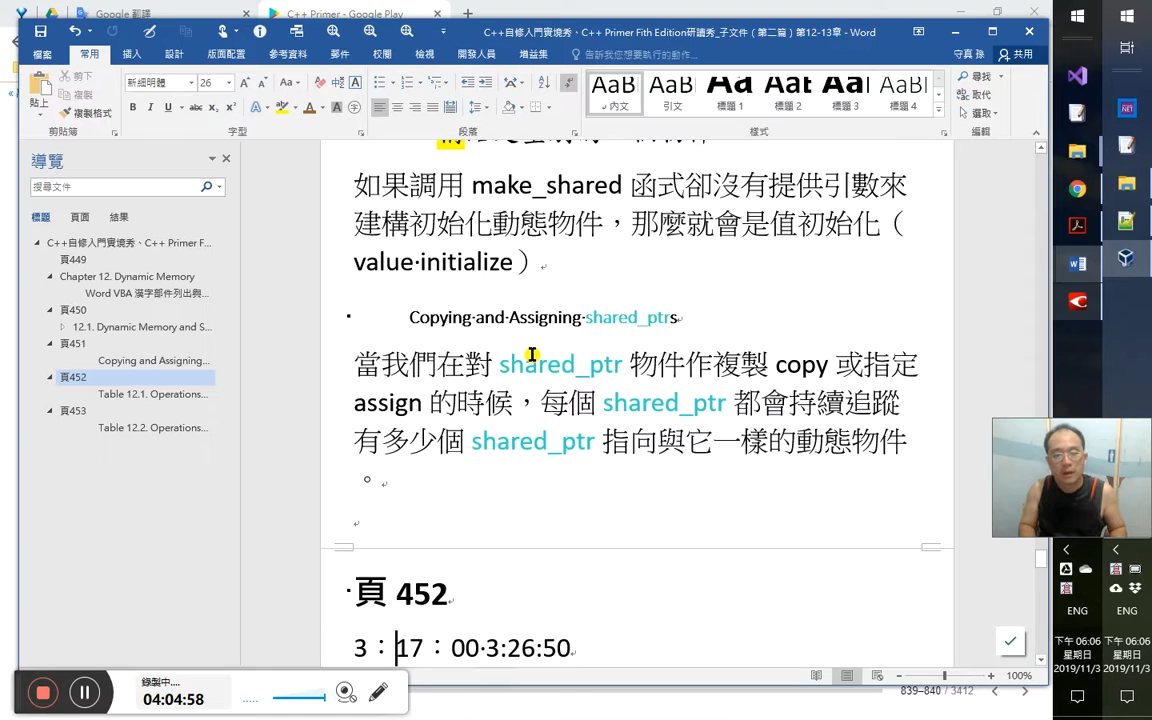 Google 翻譯
C++ Primer - Google Play
C++自修入門實境秀、C++ Primer Fith Edition研讀秀_子文件（第二篇）第12-13章 - Word
檔案 常用 插入 設計 版面配置 參考資料 郵件 校閱 檢視 開發人員 增益集 告訴我您想要執行的動作... 守真 孫 共用
貼上 剪下 複製 複製格式
新細明體 26
AaB AaB Aa Aat AaB AaBl
內文 引文 標題 1 標題 2 標題 3 標題 4
尋找 取代 選取
剪貼簿 字型 段落 樣式 編輯
導覽
搜尋文件
標題 頁面 結果
C++自修入門實境秀、C++ Primer F...
頁449
Chapter 12. Dynamic Memory
Word VBA 漢字部件列出與...
頁450
12.1. Dynamic Memory and S...
頁451
Copying and Assigning...
頁452
Table 12.1. Operations...
頁453
Table 12.2. Operations...
如果調用 make_shared 函式卻沒有提供引數來
建構初始化動態物件，那麼就會是值初始化（
value·initialize）
Copying·and·Assigning·shared_ptrs
當我們在對 shared_ptr 物件作複製 copy 或指定
assign 的時候，每個 shared_ptr 都會持續追蹤
有多少個 shared_ptr 指向與它一樣的動態物件
。
頁 452
3：17：00·3:26:50
100%
839–840 / 3412
錄製中....
04:04:58
ENG ENG
下午 06:06 下午 06:06
星期日 星期日
2019/11/3 2019/11/3